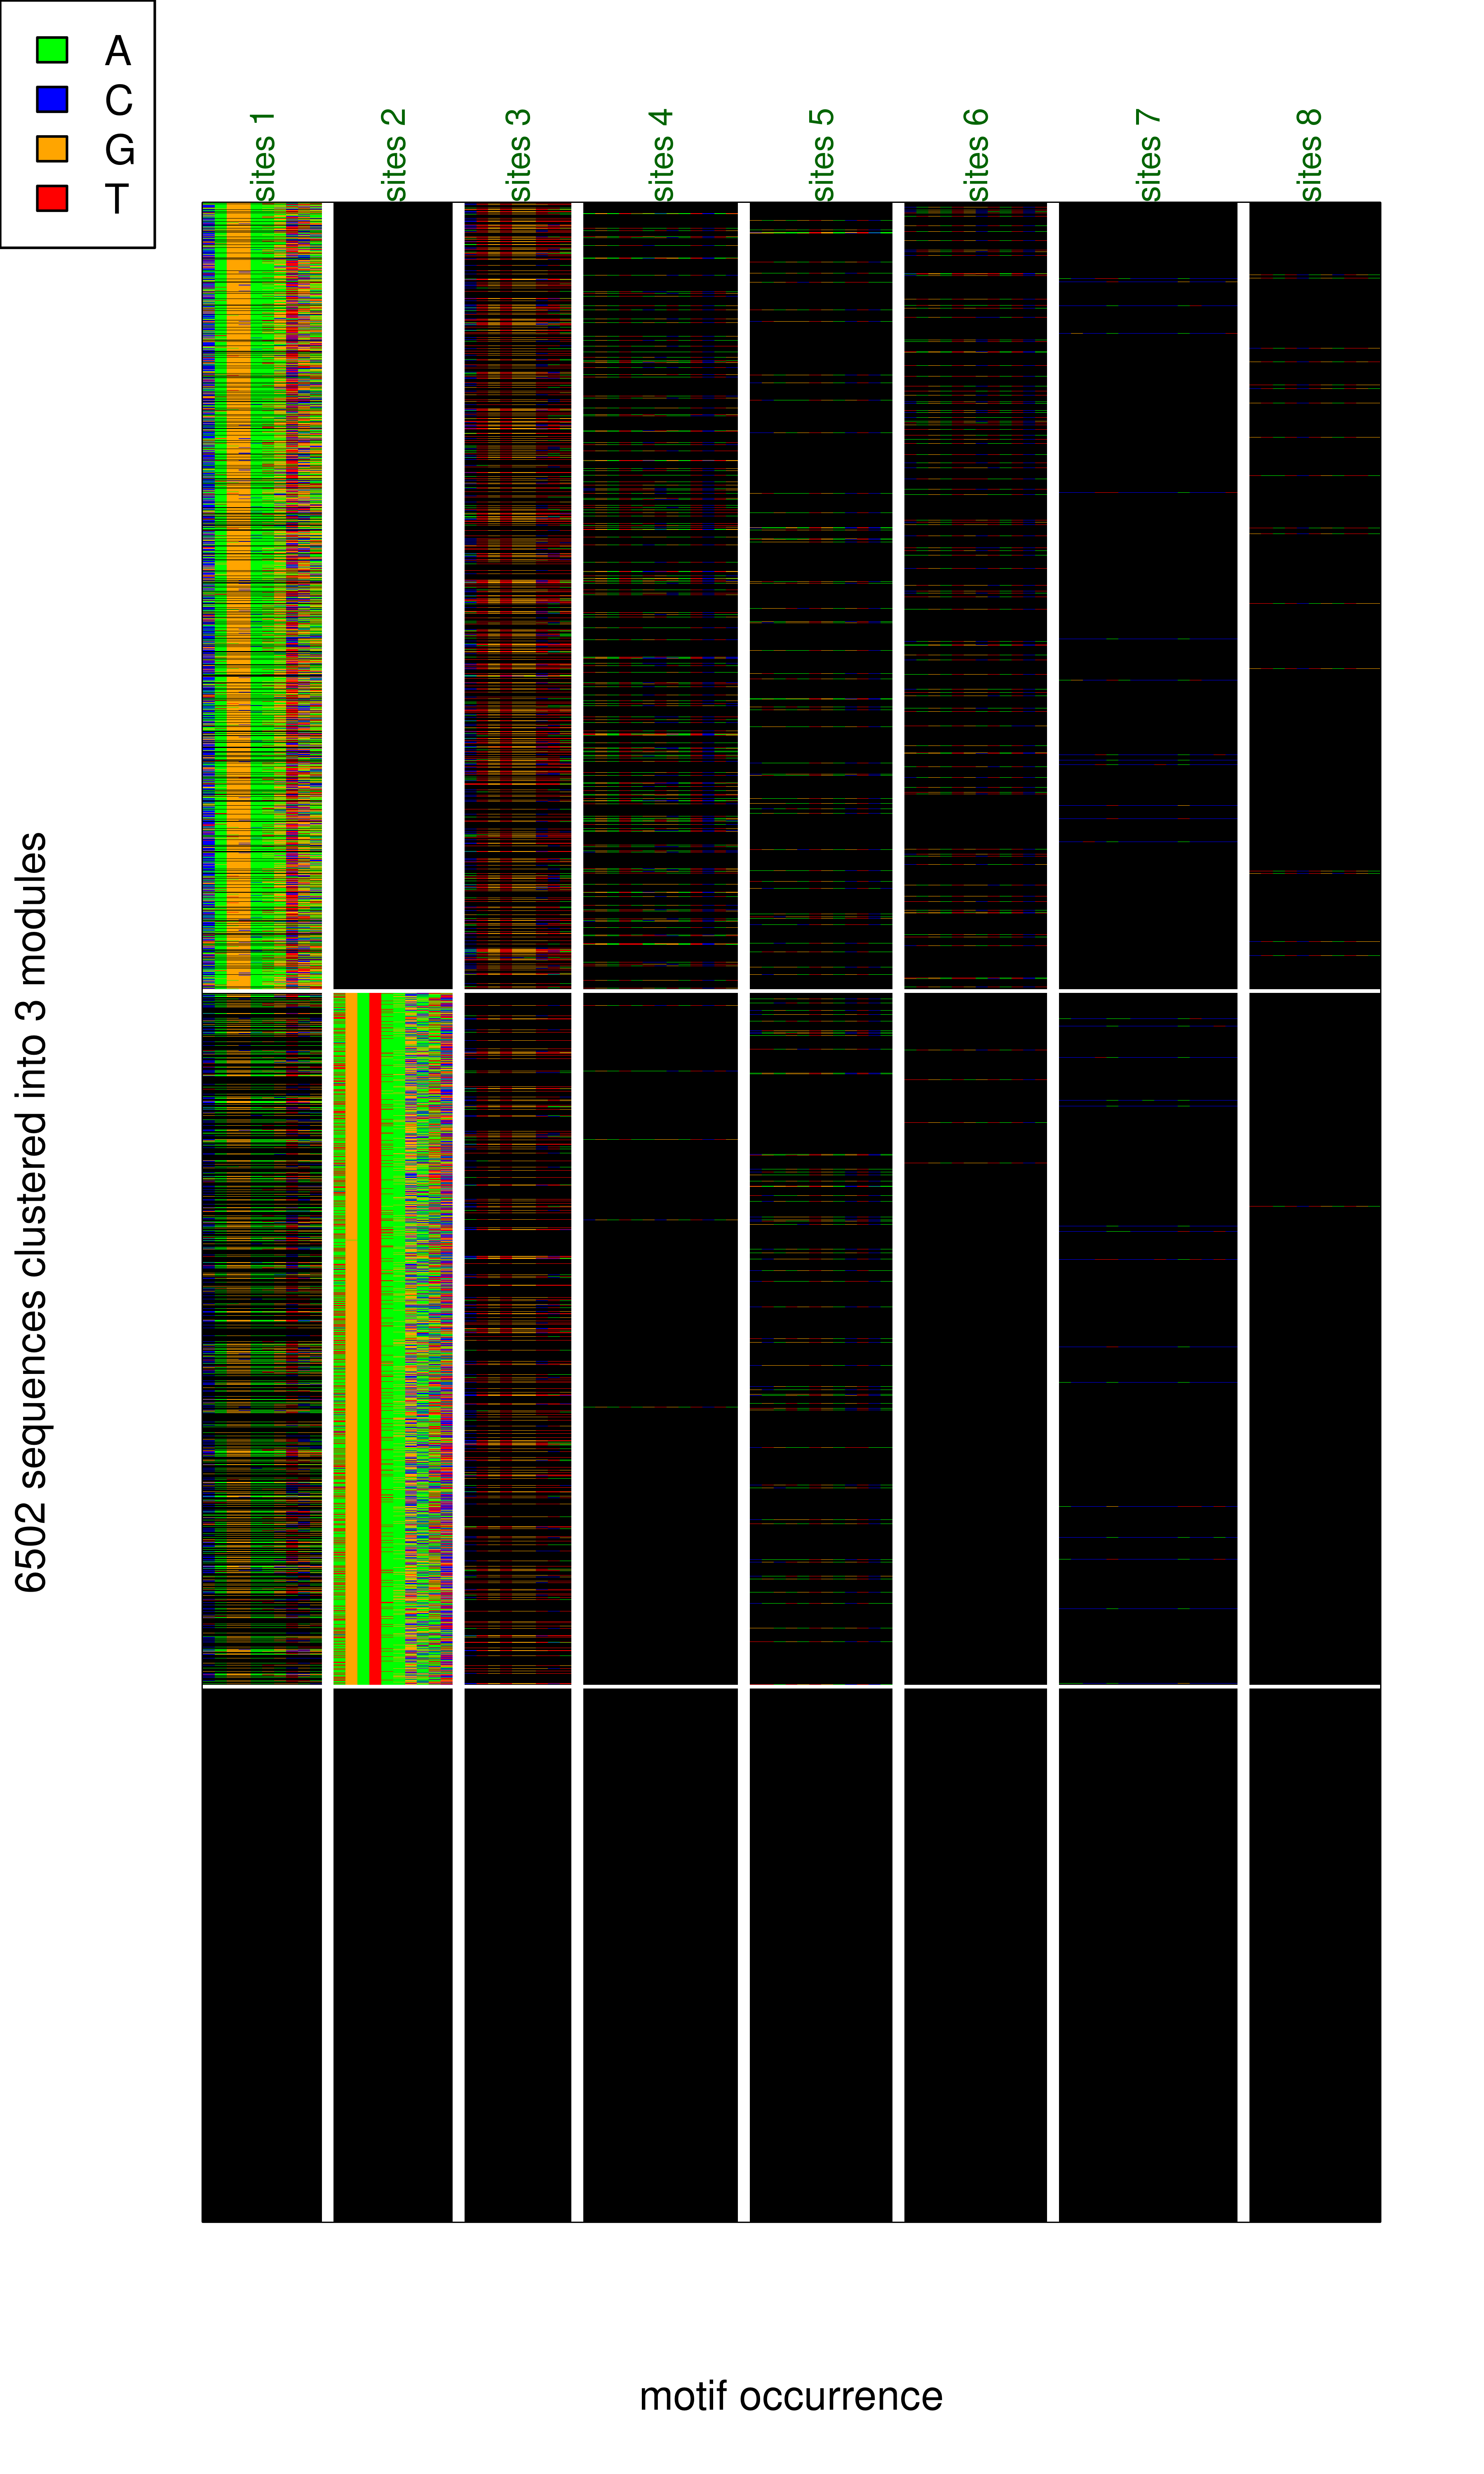 A
C
G
T
sites 1
sites 2
sites 3
sites 4
sites 5
sites 6
sites 7
sites 8
6502 sequences clustered into 3 modules
motif occurrence